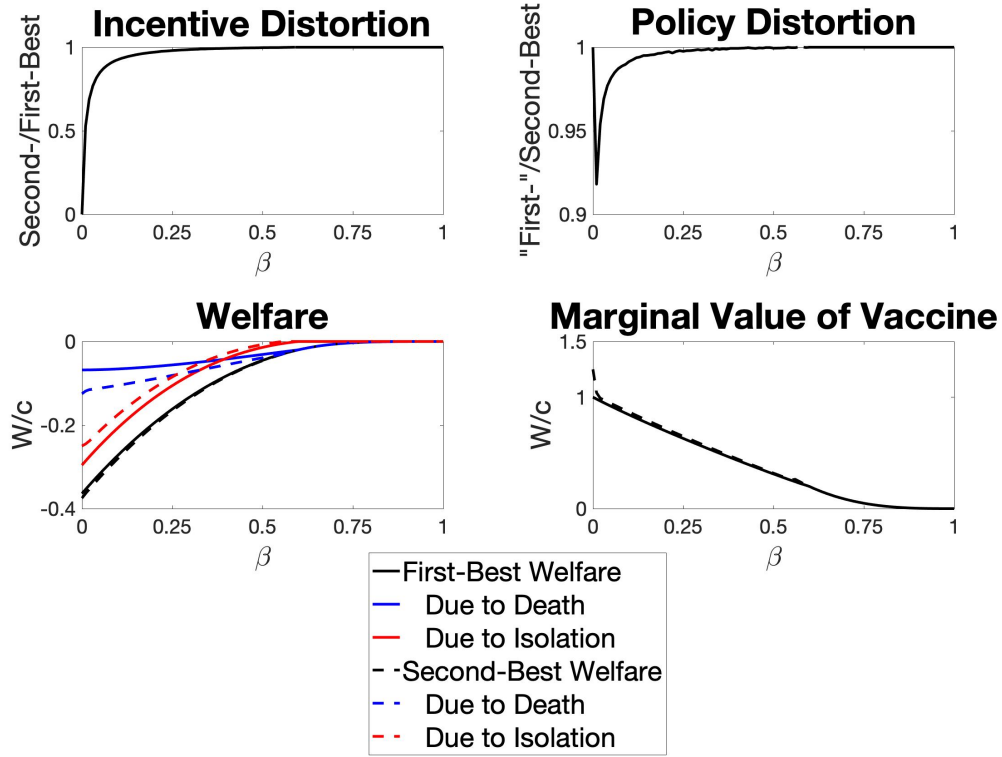 Incentive Distortion
Second-/First-Best
1
0.5
0
0 0.25 0.5 0.75 1
β
Policy Distortion
"First-"/Second-Best
1
0.95
0.9
0 0.25 0.5 0.75 1
β
Welfare
W/c
0
-0.2
-0.4
0 0.25 0.5 0.75 1
β
Marginal Value of Vaccine
W/c
1.5
1
0
0 0.25 0.5 0.75 1
β
First-Best Welfare
Due to Death
Due to Isolation
Second-Best Welfare
Due to Death
Due to Isolation